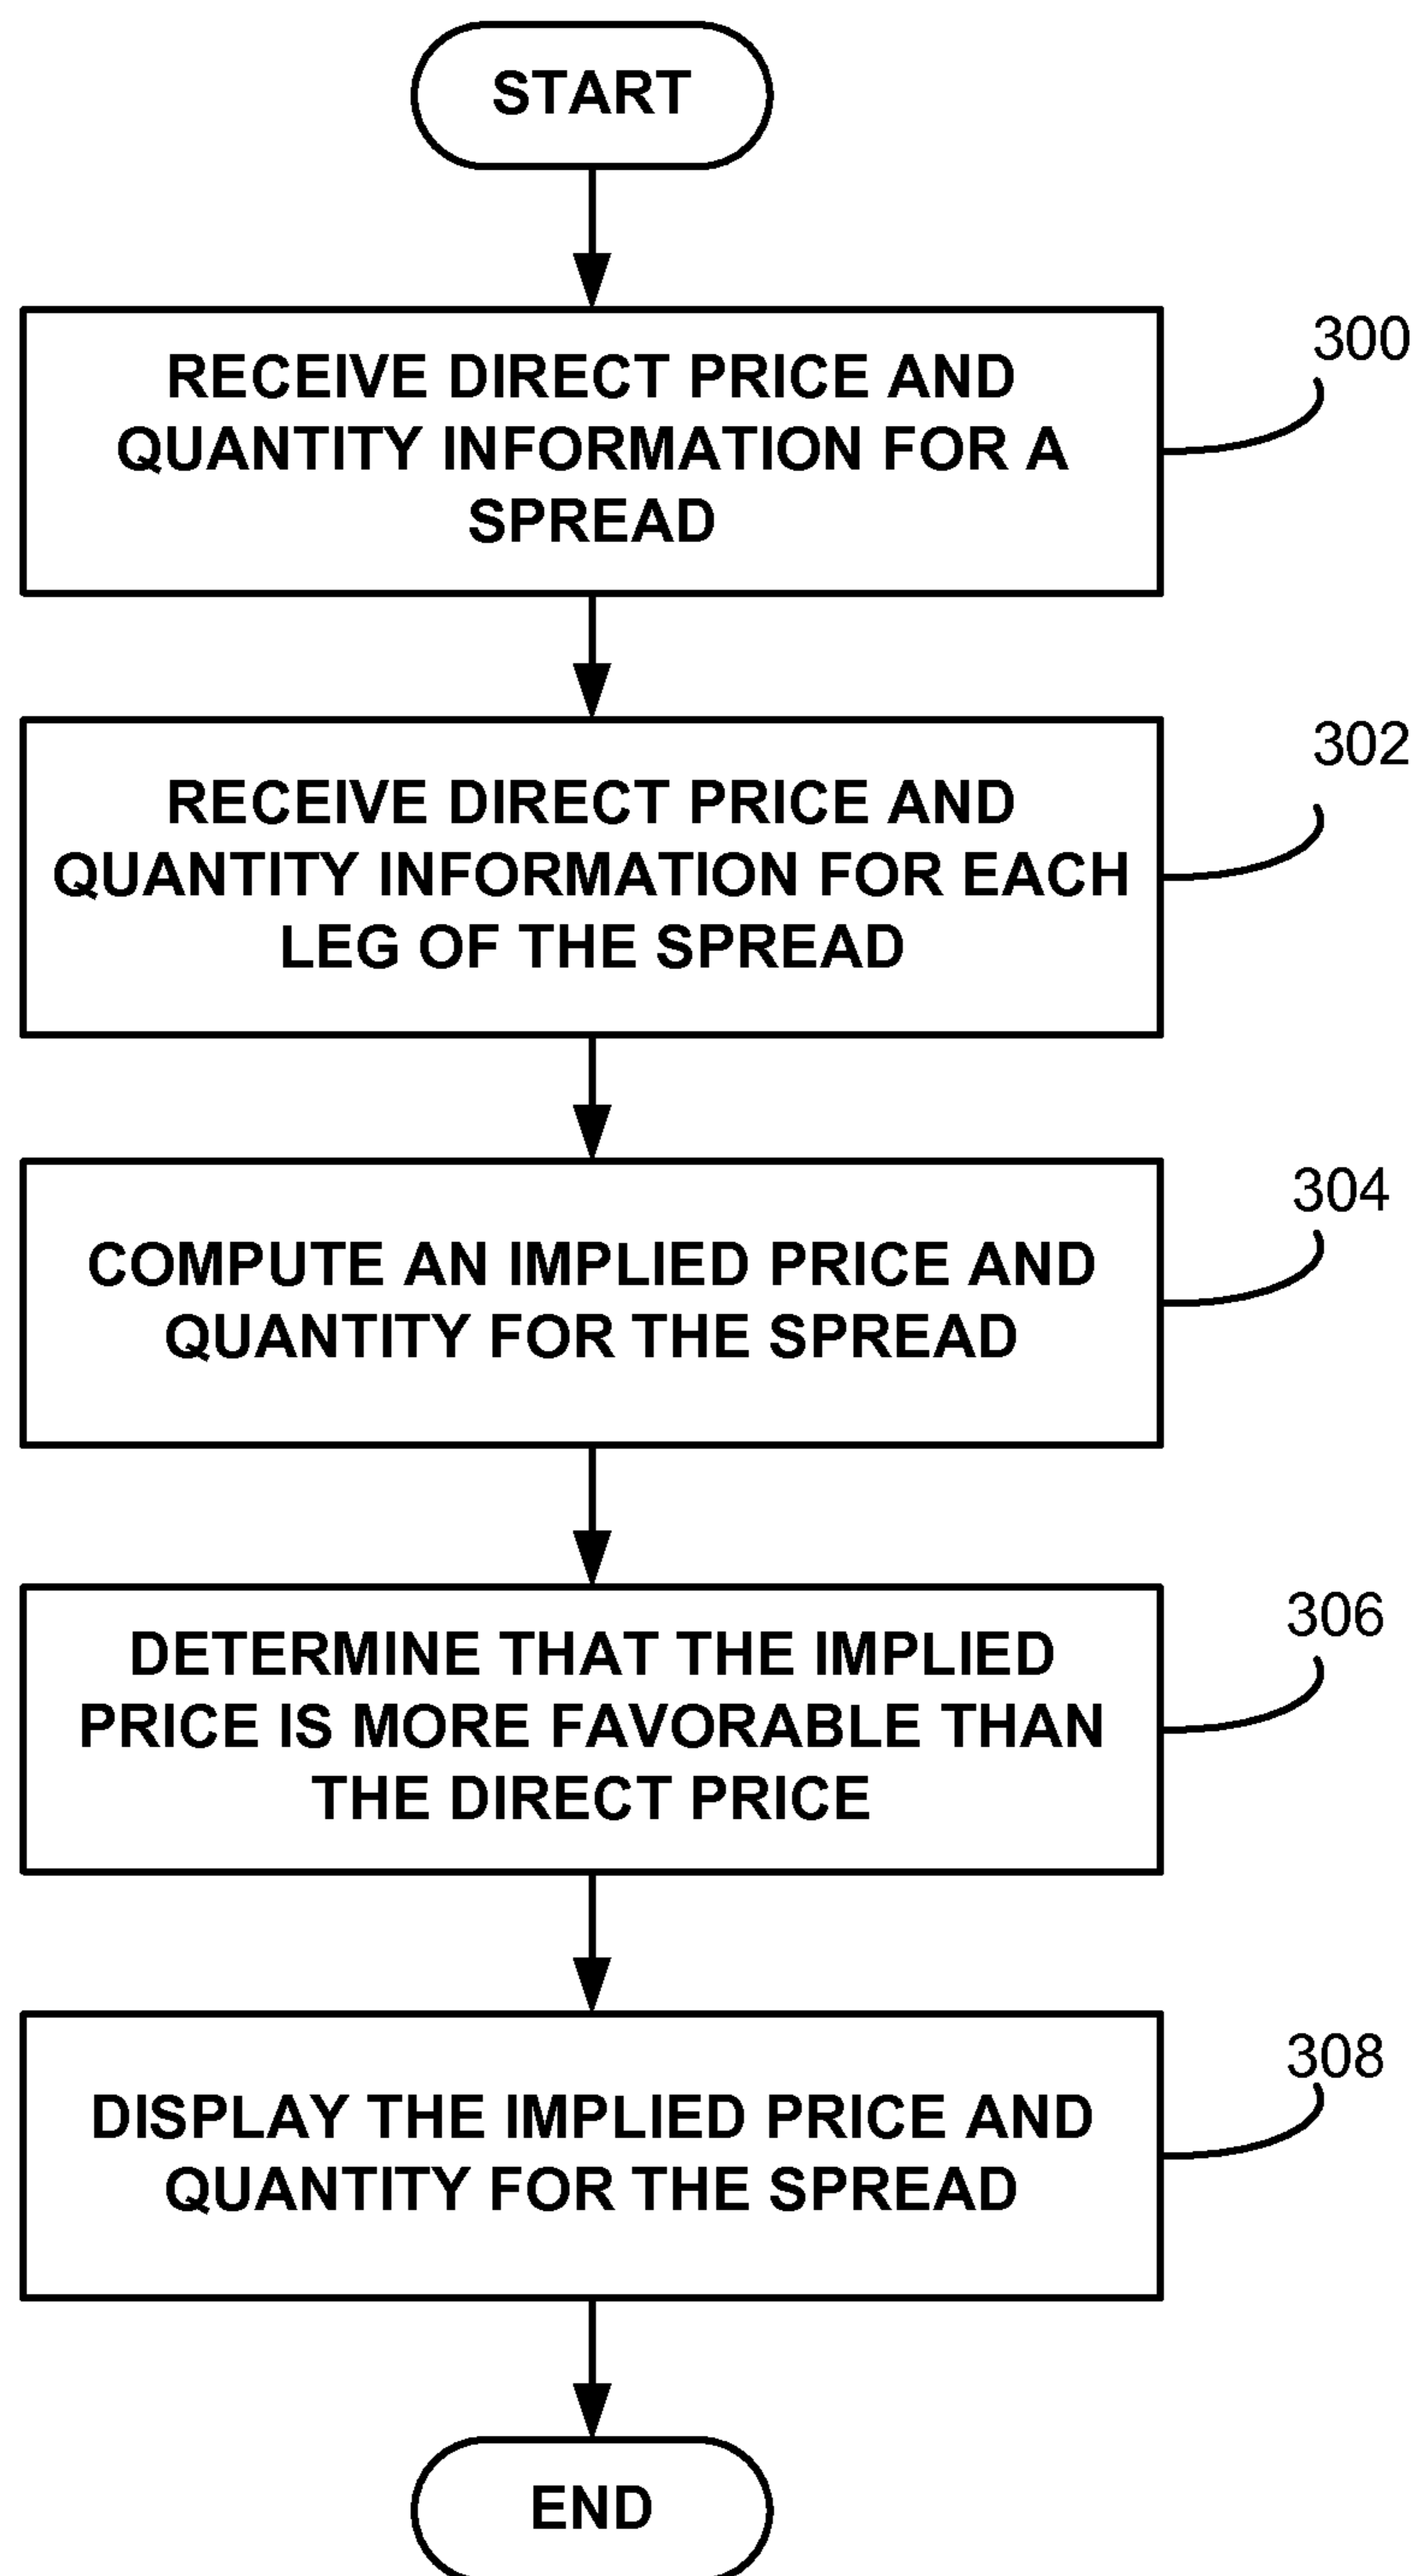 START
RECEIVE DIRECT PRICE AND
QUANTITY INFORMATION FOR A
SPREAD
300
RECEIVE DIRECT PRICE AND
QUANTITY INFORMATION FOR EACH
LEG OF THE SPREAD
302
COMPUTE AN IMPLIED PRICE AND
QUANTITY FOR THE SPREAD
304
DETERMINE THAT THE IMPLIED
PRICE IS MORE FAVORABLE THAN
THE DIRECT PRICE
306
DISPLAY THE IMPLIED PRICE AND
QUANTITY FOR THE SPREAD
308
END